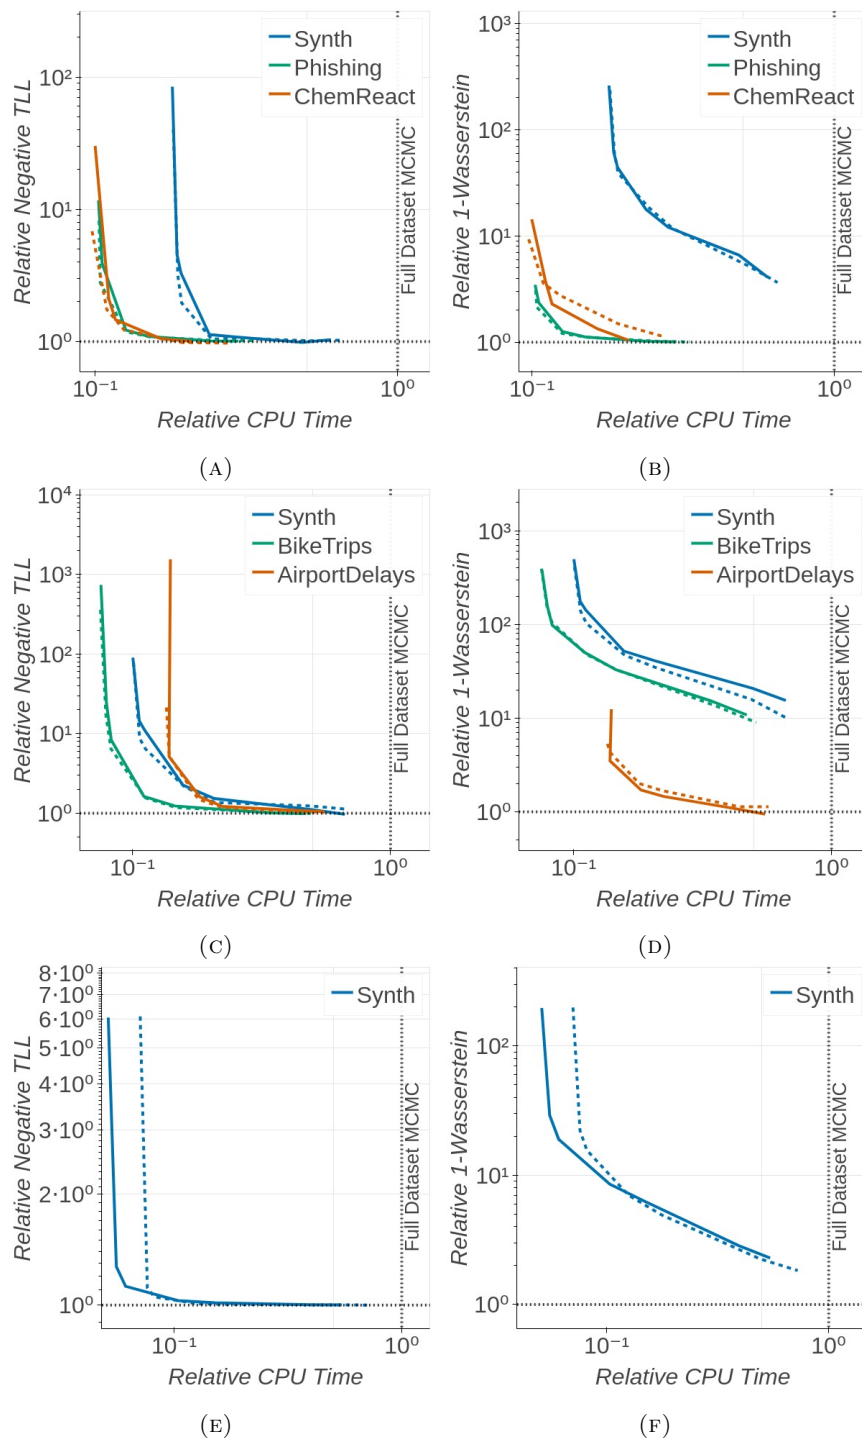 Relative Negative TLL
10²
10¹
10⁰
Synth
Phishing
ChemReact
Full Dataset MCMC
10⁻¹
10⁰
Relative CPU Time
(A)
Relative 1-Wasserstein
10³
10²
10¹
10⁰
Synth
Phishing
ChemReact
Full Dataset MCMC
10⁻¹
10⁰
Relative CPU Time
(B)
Relative Negative TLL
10⁴
10³
10²
10¹
10⁰
Synth
BikeTrips
AirportDelays
Full Dataset MCMC
10⁻¹
10⁰
Relative CPU Time
(C)
Relative 1-Wasserstein
10³
10²
10¹
10⁰
Synth
BikeTrips
AirportDelays
Full Dataset MCMC
10⁻¹
10⁰
Relative CPU Time
(D)
Relative Negative TLL
8·10⁰
7·10⁰
6·10⁰
5·10⁰
4·10⁰
3·10⁰
2·10⁰
10⁰
Synth
Full Dataset MCMC
10⁻¹
10⁰
Relative CPU Time
(E)
Relative 1-Wasserstein
10²
10¹
10⁰
Synth
Full Dataset MCMC
10⁻¹
10⁰
Relative CPU Time
(F)